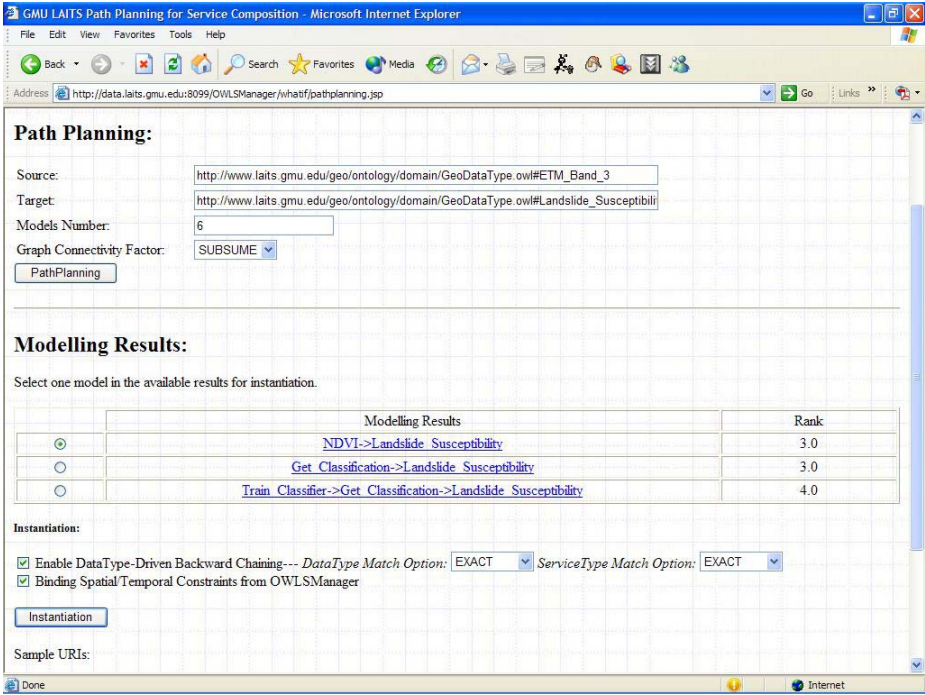 GMU LAITS Path Planning for Service Composition - Microsoft Internet Explorer
File Edit View Favorites Tools Help
Back Search Favorites Media
Address http://data.laits.gmu.edu:8099/OWLSManager/whatif/pathplanning.jsp Go Links »
Path Planning:
Source: http://www.laits.gmu.edu/geo/ontology/domain/GeoDataType.owl#ETM_Band_3
Target: http://www.laits.gmu.edu/geo/ontology/domain/GeoDataType.owl#Landslide_Susceptibili
Models Number: 6
Graph Connectivity Factor: SUBSUME
PathPlanning
Modelling Results:
Select one model in the available results for instantiation.
Modelling Results Rank
NDVI->Landslide_Susceptibility 3.0
Get_Classification->Landslide_Susceptibility 3.0
Train_Classifier->Get_Classification->Landslide_Susceptibility 4.0
Instantiation:
Enable DataType-Driven Backward Chaining--- DataType Match Option: EXACT ServiceType Match Option: EXACT
Binding Spatial/Temporal Constraints from OWLSManager
Instantiation
Sample URIs:
Done Internet